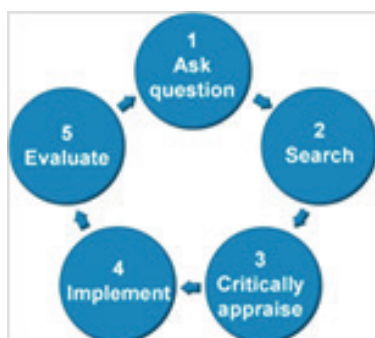 1
Ask
question
2
Search
3
Critically
appraise
4
Implement
5
Evaluate